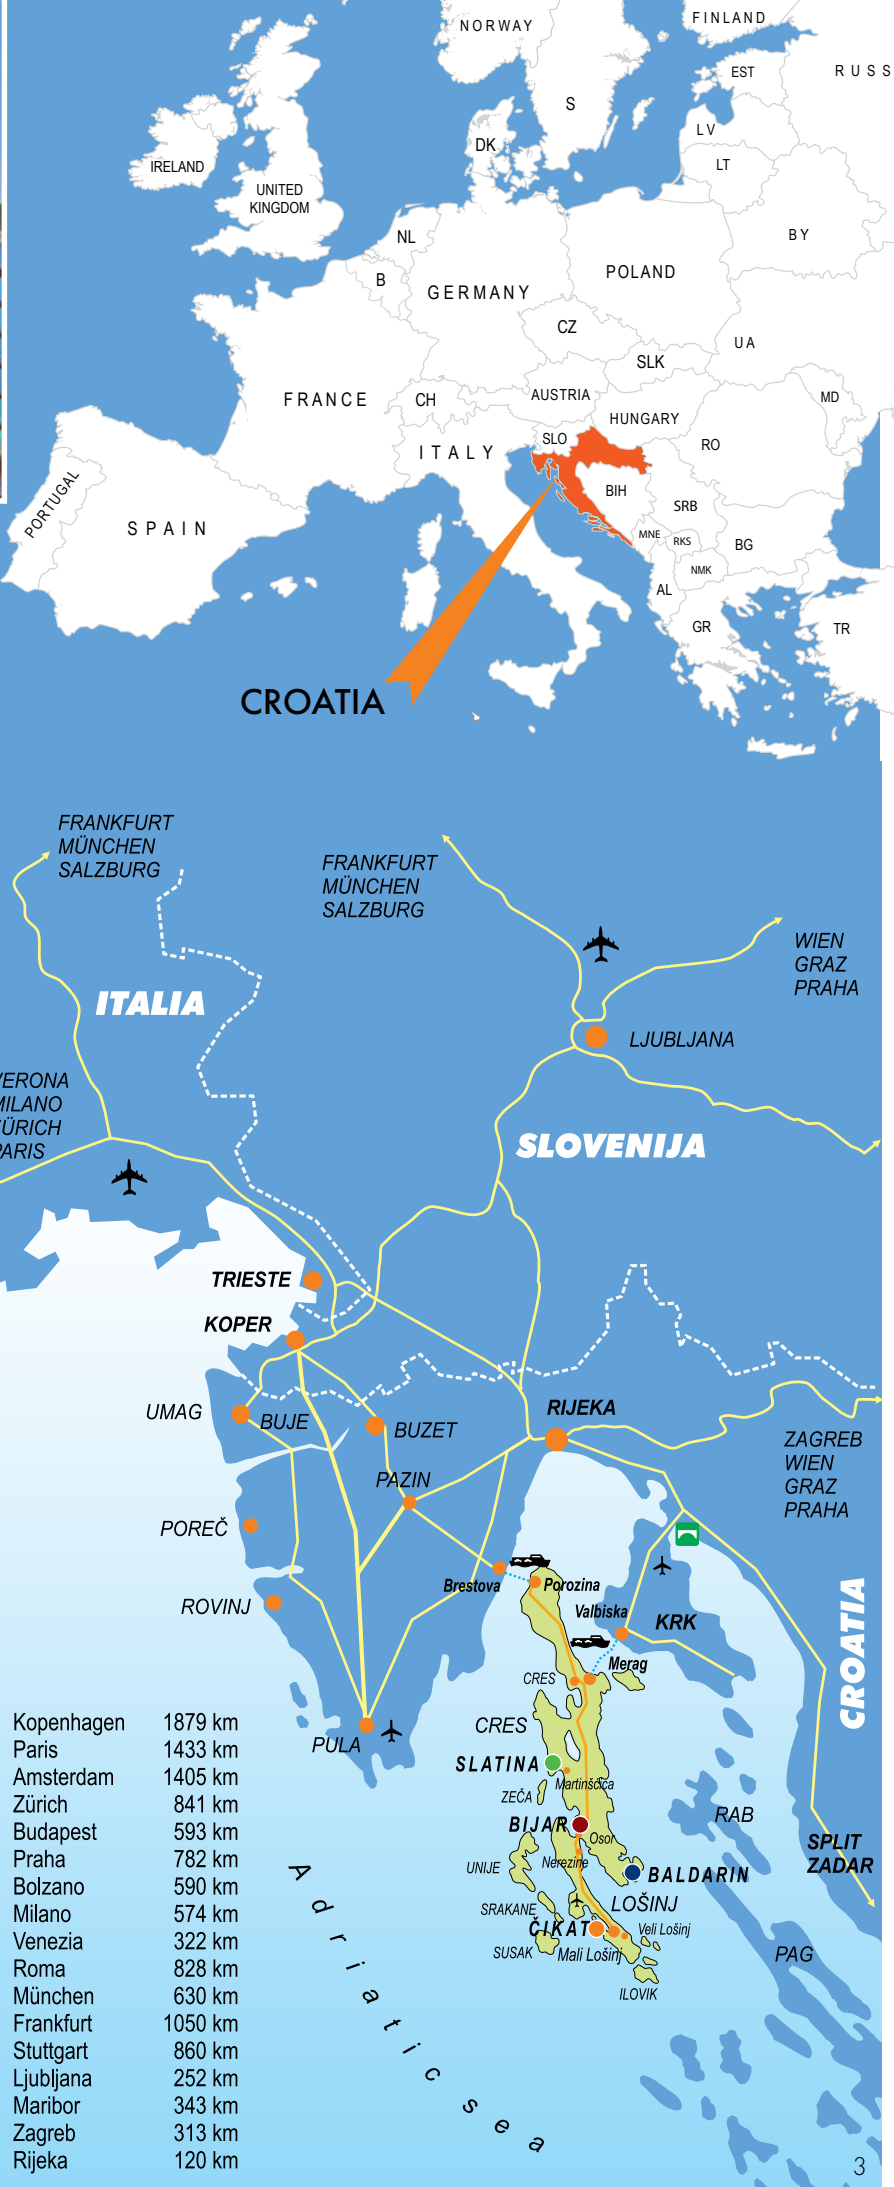 NORWAY
FINLAND
S
EST
RUSS
LV
DK
LT
IRELAND
UNITED
KINGDOM
NL
BY
B
GERMANY
POLAND
CZ
UA
SLK
FRANCE
CH
AUSTRIA
MD
HUNGARY
ITALY
SLO
RO
PORTUGAL
SPAIN
BIH
SRB
MNE
RKS
BG
NMK
AL
GR
TR
CROATIA
FRANKFURT
MÜNCHEN
SALZBURG
FRANKFURT
MÜNCHEN
SALZBURG
WIEN
GRAZ
PRAHA
ITALIA
LJUBLJANA
VERONA
MILANO
ZÜRICH
PARIS
SLOVENIJA
TRIESTE
KOPER
UMAG
BUJE
BUZET
RIJEKA
ZAGREB
WIEN
GRAZ
PRAHA
PAZIN
POREČ
ROVINJ
Brestova
Porozina
Valbiska
KRK
Merag
CROATIA
CRES
CRES
PULA
SLATINA
Martinšćica
ZEČA
BIJAR
Osor
RAB
SPLIT
ZADAR
Nerezine
UNIJE
BALDARIN
LOŠINJ
SRAKANE
ČIKAT
Veli Lošinj
SUSAK
Mali Lošinj
PAG
ILOVIK
Adriatic sea
Kopenhagen 1879 km
Paris 1433 km
Amsterdam 1405 km
Zürich 841 km
Budapest 593 km
Praha 782 km
Bolzano 590 km
Milano 574 km
Venezia 322 km
Roma 828 km
München 630 km
Frankfurt 1050 km
Stuttgart 860 km
Ljubljana 252 km
Maribor 343 km
Zagreb 313 km
Rijeka 120 km
3